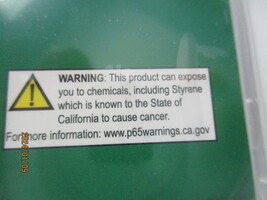 WARNING: This product can expose
you to chemicals, including Styrene
which is known to the State of
California to cause cancer.
For more information: www.p65warnings.ca.gov